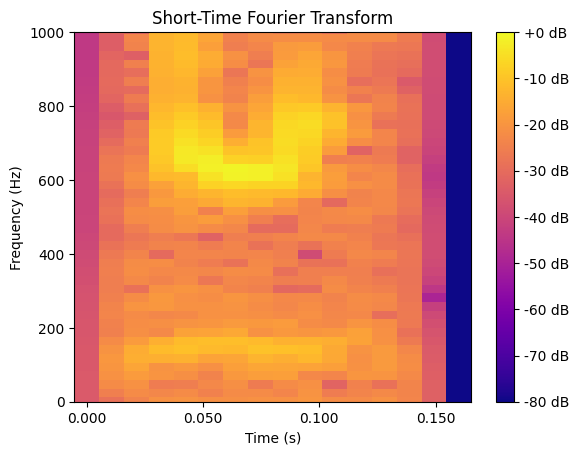 Short-Time Fourier Transform
1000
800
600
400
200
0
Frequency (Hz)
0.000
0.050
0.100
0.150
Time (s)
+0 dB
-10 dB
-20 dB
-30 dB
-40 dB
-50 dB
-60 dB
-70 dB
-80 dB